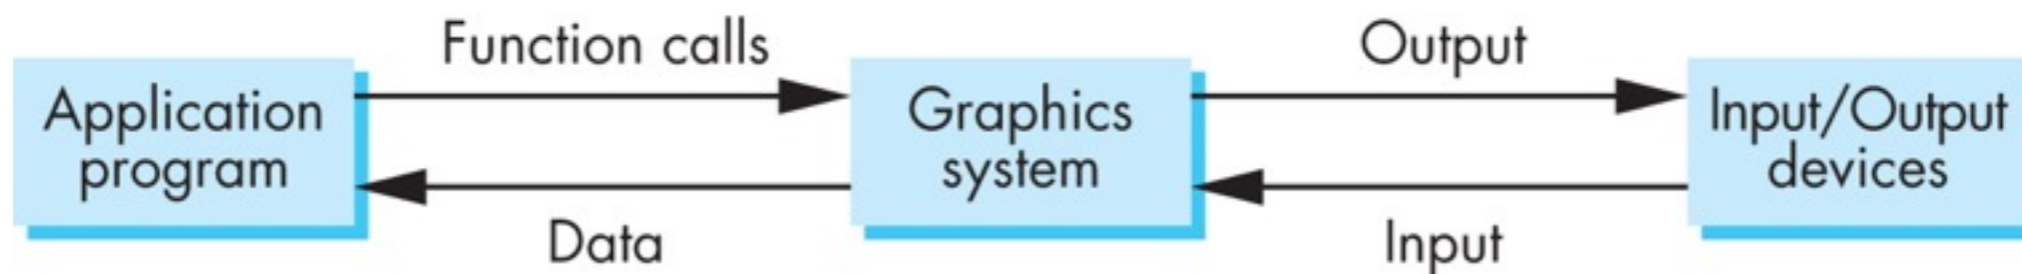 Function calls
Output
Application
program
Graphics
system
Input/Output
devices
Data
Input